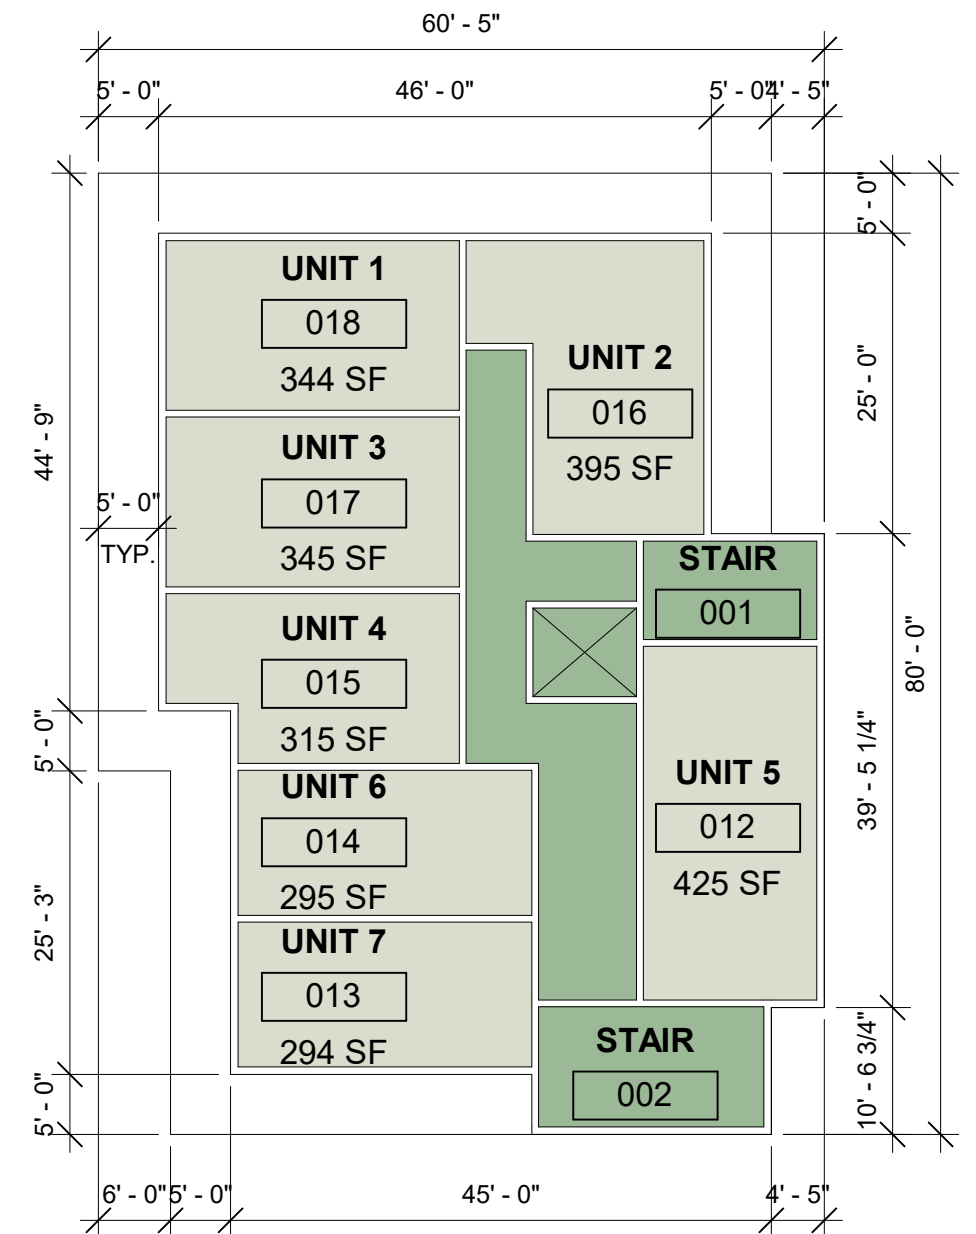 60' - 5"
5' - 0"
46' - 0"
5' - 0"
4' - 5"
5' - 0"
UNIT 1
018
344 SF
UNIT 2
016
395 SF
25' - 0"
44' - 9"
UNIT 3
017
345 SF
5' - 0"
TYP.
STAIR
001
UNIT 4
015
315 SF
80' - 0"
5' - 0"
UNIT 5
012
425 SF
39' - 5 1/4"
UNIT 6
014
295 SF
25' - 3"
UNIT 7
013
294 SF
STAIR
002
10' - 6 3/4"
5' - 0"
6' - 0"
5' - 0"
45' - 0"
4' - 5"